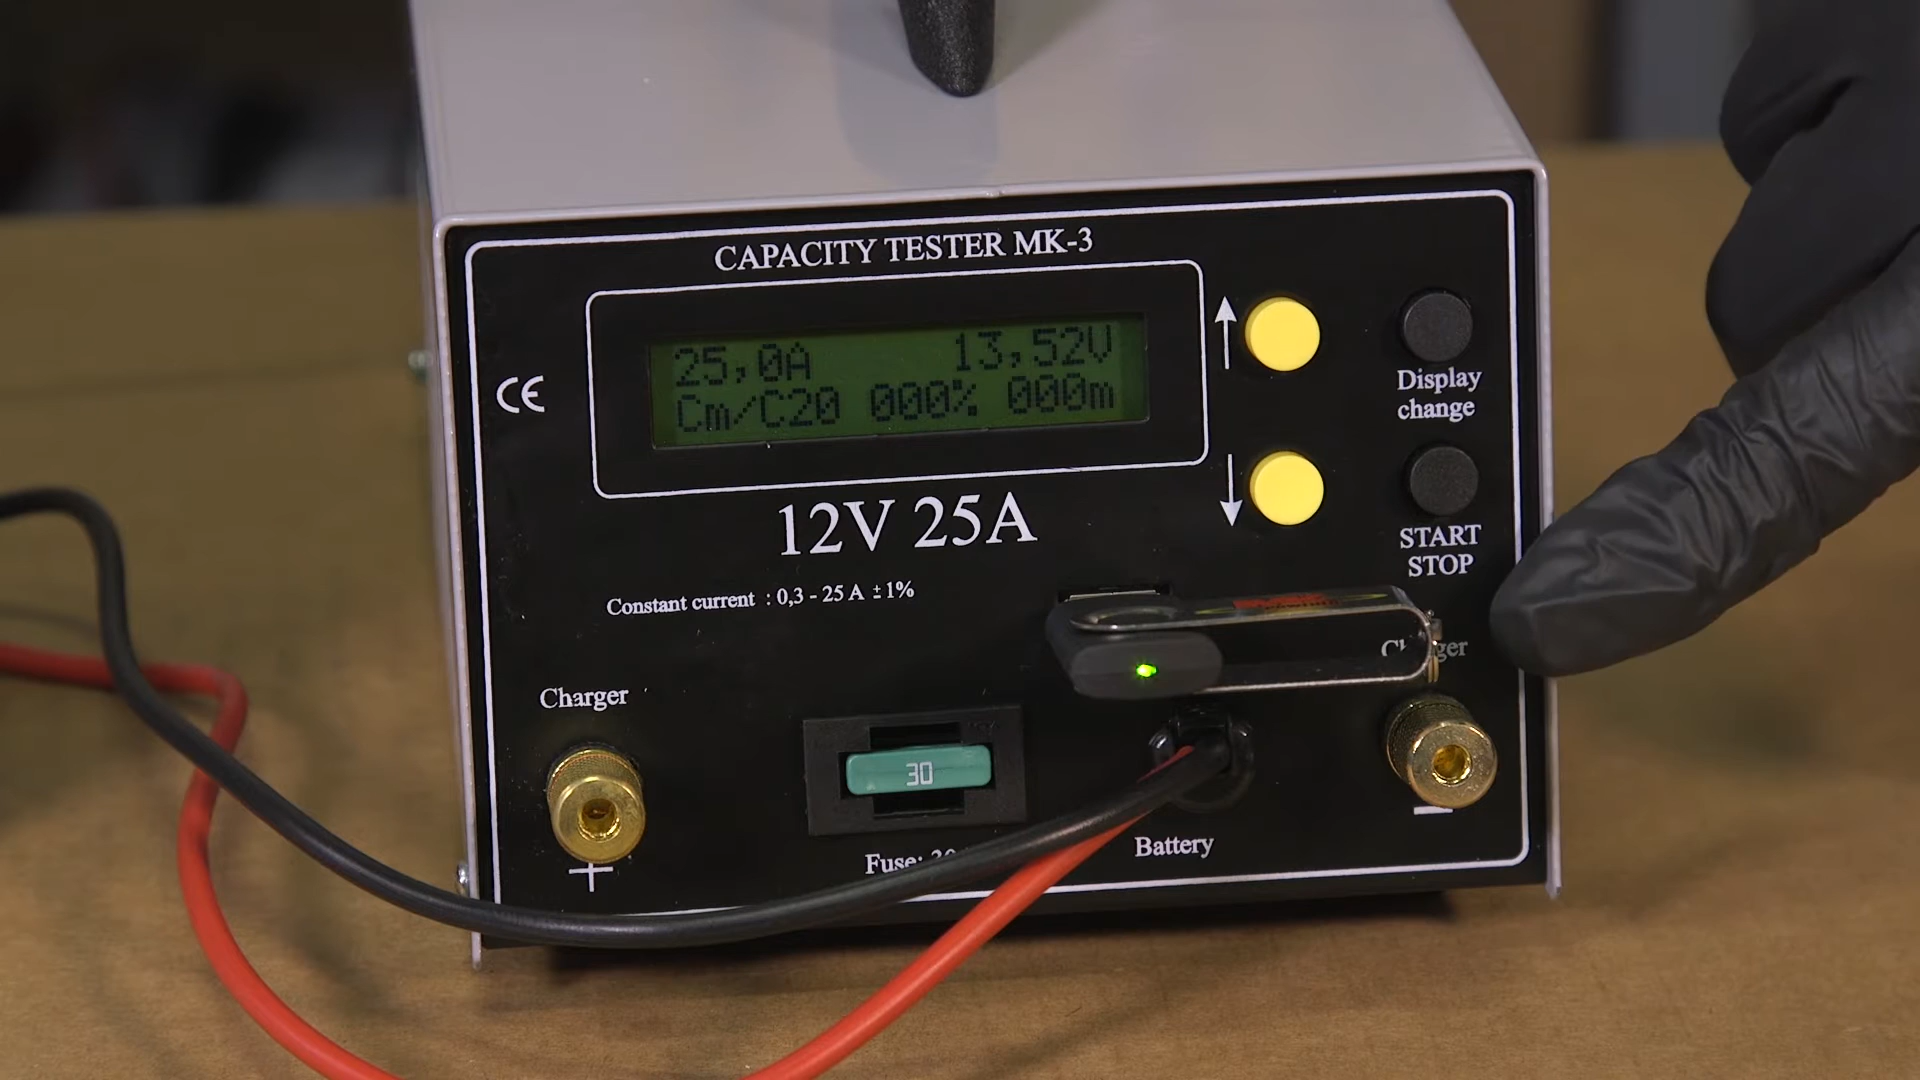 CAPACITY TESTER MK-3
25,0A 13,52V
Cm/C20 000% 000m
Display
change
CE
12V 25A
START
STOP
Constant current : 0,3 - 25 A ± 1%
Charger
30
+
Fuse:
Battery
−